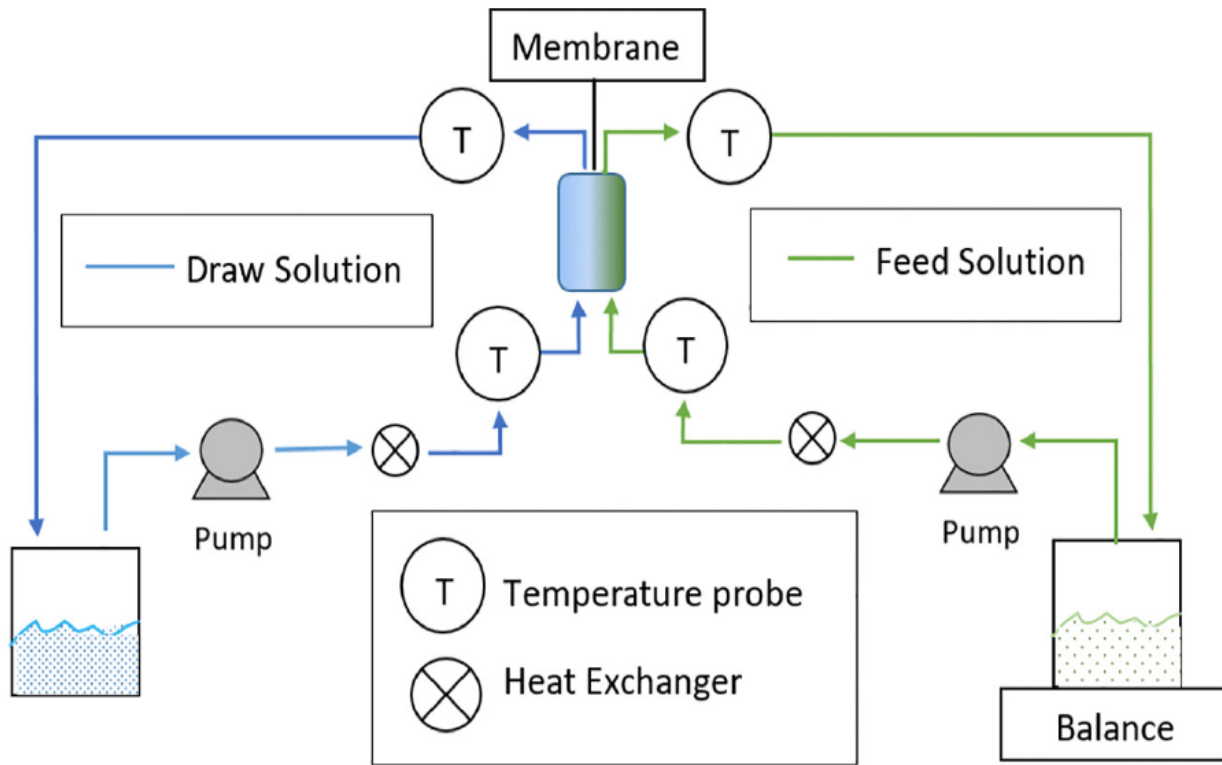 Membrane
T
T
Draw Solution
Feed Solution
T
T
Pump
Pump
T
Temperature probe
Heat Exchanger
Balance